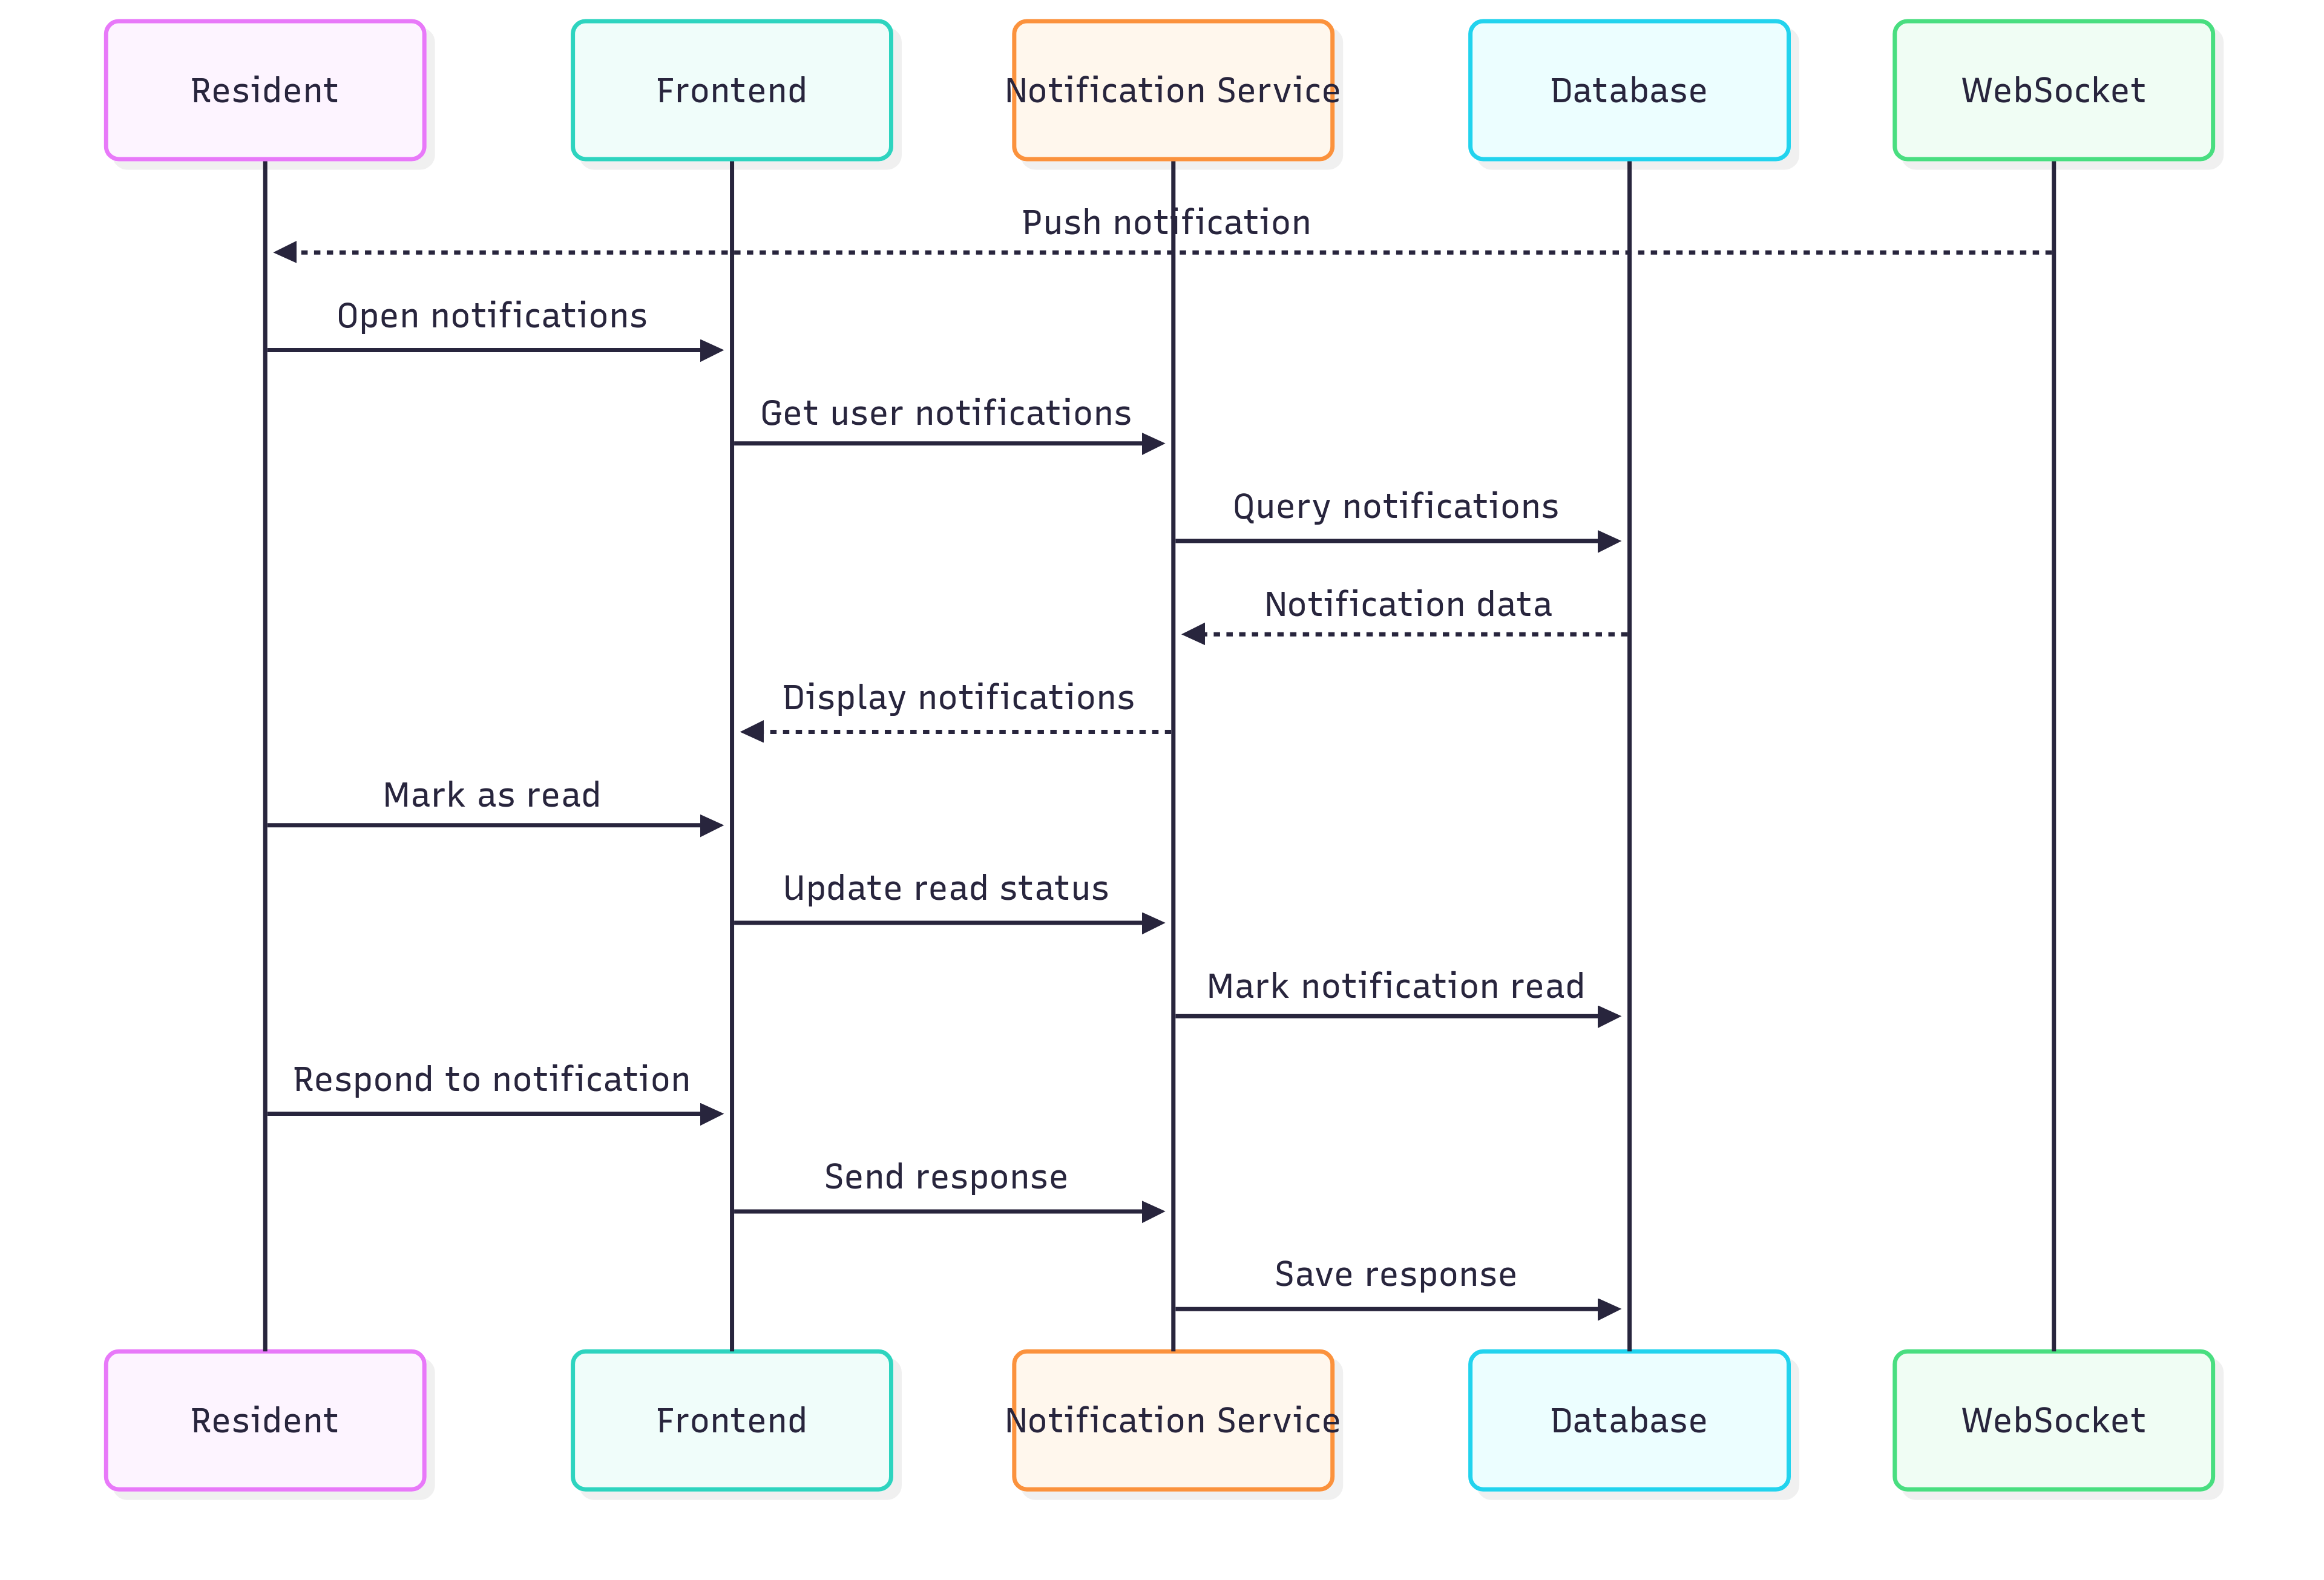 Resident
Frontend
Notification Service
Database
WebSocket
Push notification
Open notifications
Get user notifications
Query notifications
Notification data
Display notifications
Mark as read
Update read status
Mark notification read
Respond to notification
Send response
Save response
Resident
Frontend
Notification Service
Database
WebSocket